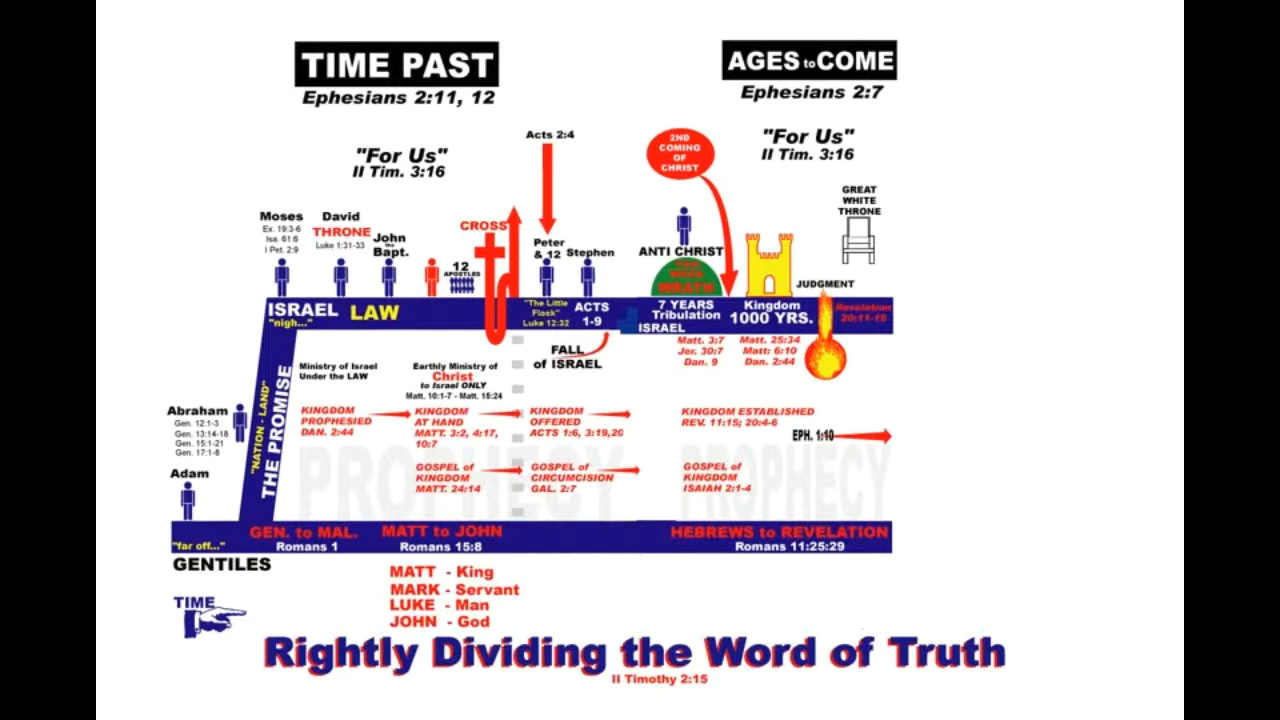 TIME PAST
Ephesians 2:11, 12
AGES to COME
Ephesians 2:7
"For Us"
II Tim. 3:16
Acts 2:4
2ND
COMING
OF
CHRIST
"For Us"
II Tim. 3:16
GREAT
WHITE
THRONE
Moses
Ex. 19:3-6
Isa. 61:6
I Pet. 2:9
David
THRONE
Luke 1:31-33
John
the
Bapt.
12
APOSTLES
CROSS
Peter
& 12
Stephen
ANTI CHRIST
WRATH
JUDGMENT
ISRAEL
"nigh..."
LAW
"The Little
Flock"
Luke 12:32
ACTS
1-9
7 YEARS
Tribulation
ISRAEL
Kingdom
1000 YRS.
Revelation
20:11-15
FALL
of ISRAEL
Matt. 3:7
Jer. 30:7
Dan. 9
Matt. 25:34
Matt: 6:10
Dan. 2:44
Ministry of Israel
Under the LAW
Earthly Ministry of
Christ
to Israel ONLY
Matt. 10:1-7 - Matt. 15:24
"NATION - LAND"
THE PROMISE
Abraham
Gen. 12:1-3
Gen. 13:14-18
Gen. 15:1-21
Gen. 17:1-8
KINGDOM
PROPHESIED
DAN. 2:44
KINGDOM
AT HAND
MATT. 3:2, 4:17,
10:7
KINGDOM
OFFERED
ACTS 1:6, 3:19,20
KINGDOM ESTABLISHED
REV. 11:15; 20:4-6
EPH. 1:10
Adam
GOSPEL of
KINGDOM
MATT. 24:14
GOSPEL of
CIRCUMCISION
GAL. 2:7
GOSPEL of
KINGDOM
ISAIAH 2:1-4
PROPHECY
PROPHECY
"far off..."
GEN. to MAL.
Romans 1
MATT to JOHN
Romans 15:8
HEBREWS to REVELATION
Romans 11:25:29
GENTILES
MATT - King
MARK - Servant
LUKE - Man
JOHN - God
TIME
Rightly Dividing the Word of Truth
II Timothy 2:15